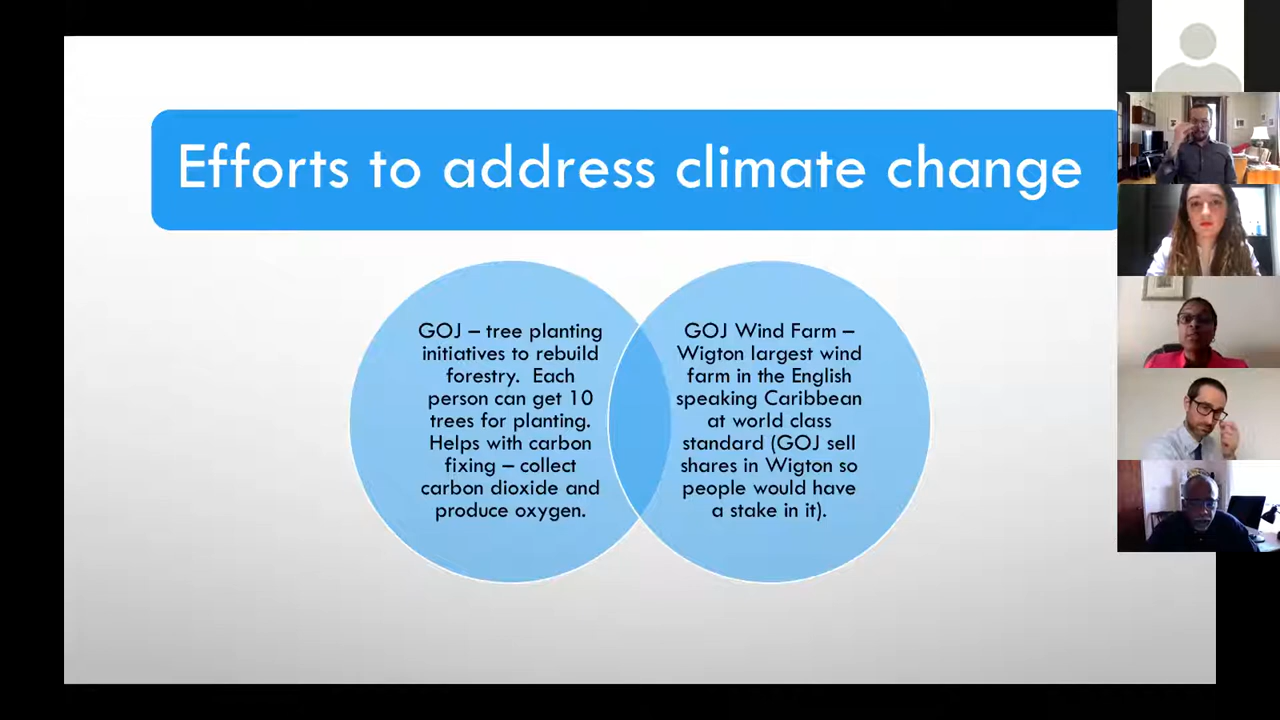 Efforts to address climate change
GOJ – tree planting
initiatives to rebuild
forestry. Each
person can get 10
trees for planting.
Helps with carbon
fixing – collect
carbon dioxide and
produce oxygen.
GOJ Wind Farm –
Wigton largest wind
farm in the English
speaking Caribbean
at world class
standard (GOJ sell
shares in Wigton so
people would have
a stake in it).